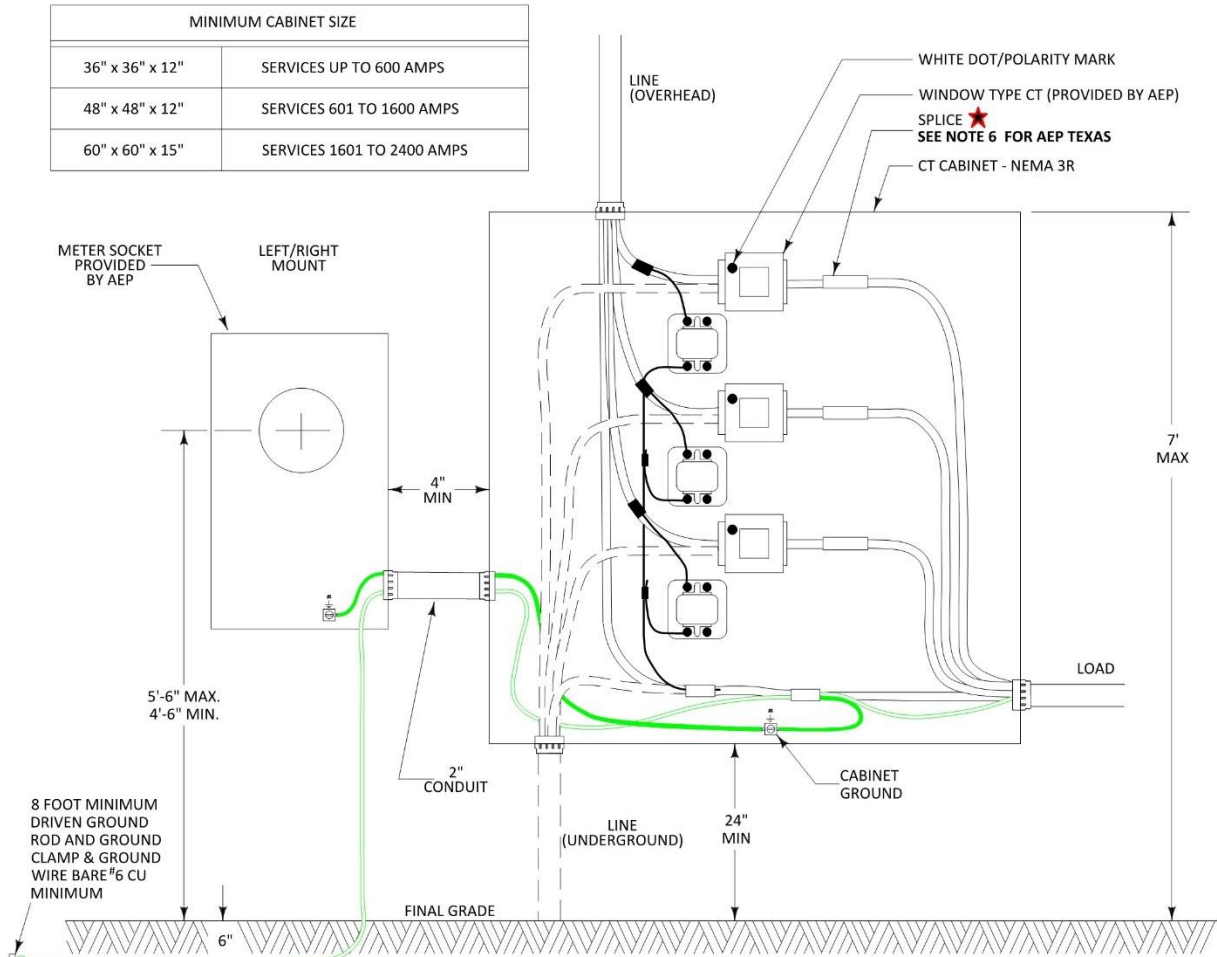 MINIMUM CABINET SIZE
36" x 36" x 12" SERVICES UP TO 600 AMPS
48" x 48" x 12" SERVICES 601 TO 1600 AMPS
60" x 60" x 15" SERVICES 1601 TO 2400 AMPS
LINE
(OVERHEAD)
WHITE DOT/POLARITY MARK
WINDOW TYPE CT (PROVIDED BY AEP)
SPLICE
SEE NOTE 6 FOR AEP TEXAS
CT CABINET - NEMA 3R
METER SOCKET
PROVIDED
BY AEP
LEFT/RIGHT
MOUNT
4"
MIN
7'
MAX
5'-6" MAX.
4'-6" MIN.
LOAD
2"
CONDUIT
CABINET
GROUND
8 FOOT MINIMUM
DRIVEN GROUND
ROD AND GROUND
CLAMP & GROUND
WIRE BARE #6 CU
MINIMUM
LINE
(UNDERGROUND)
24"
MIN
FINAL GRADE
6"